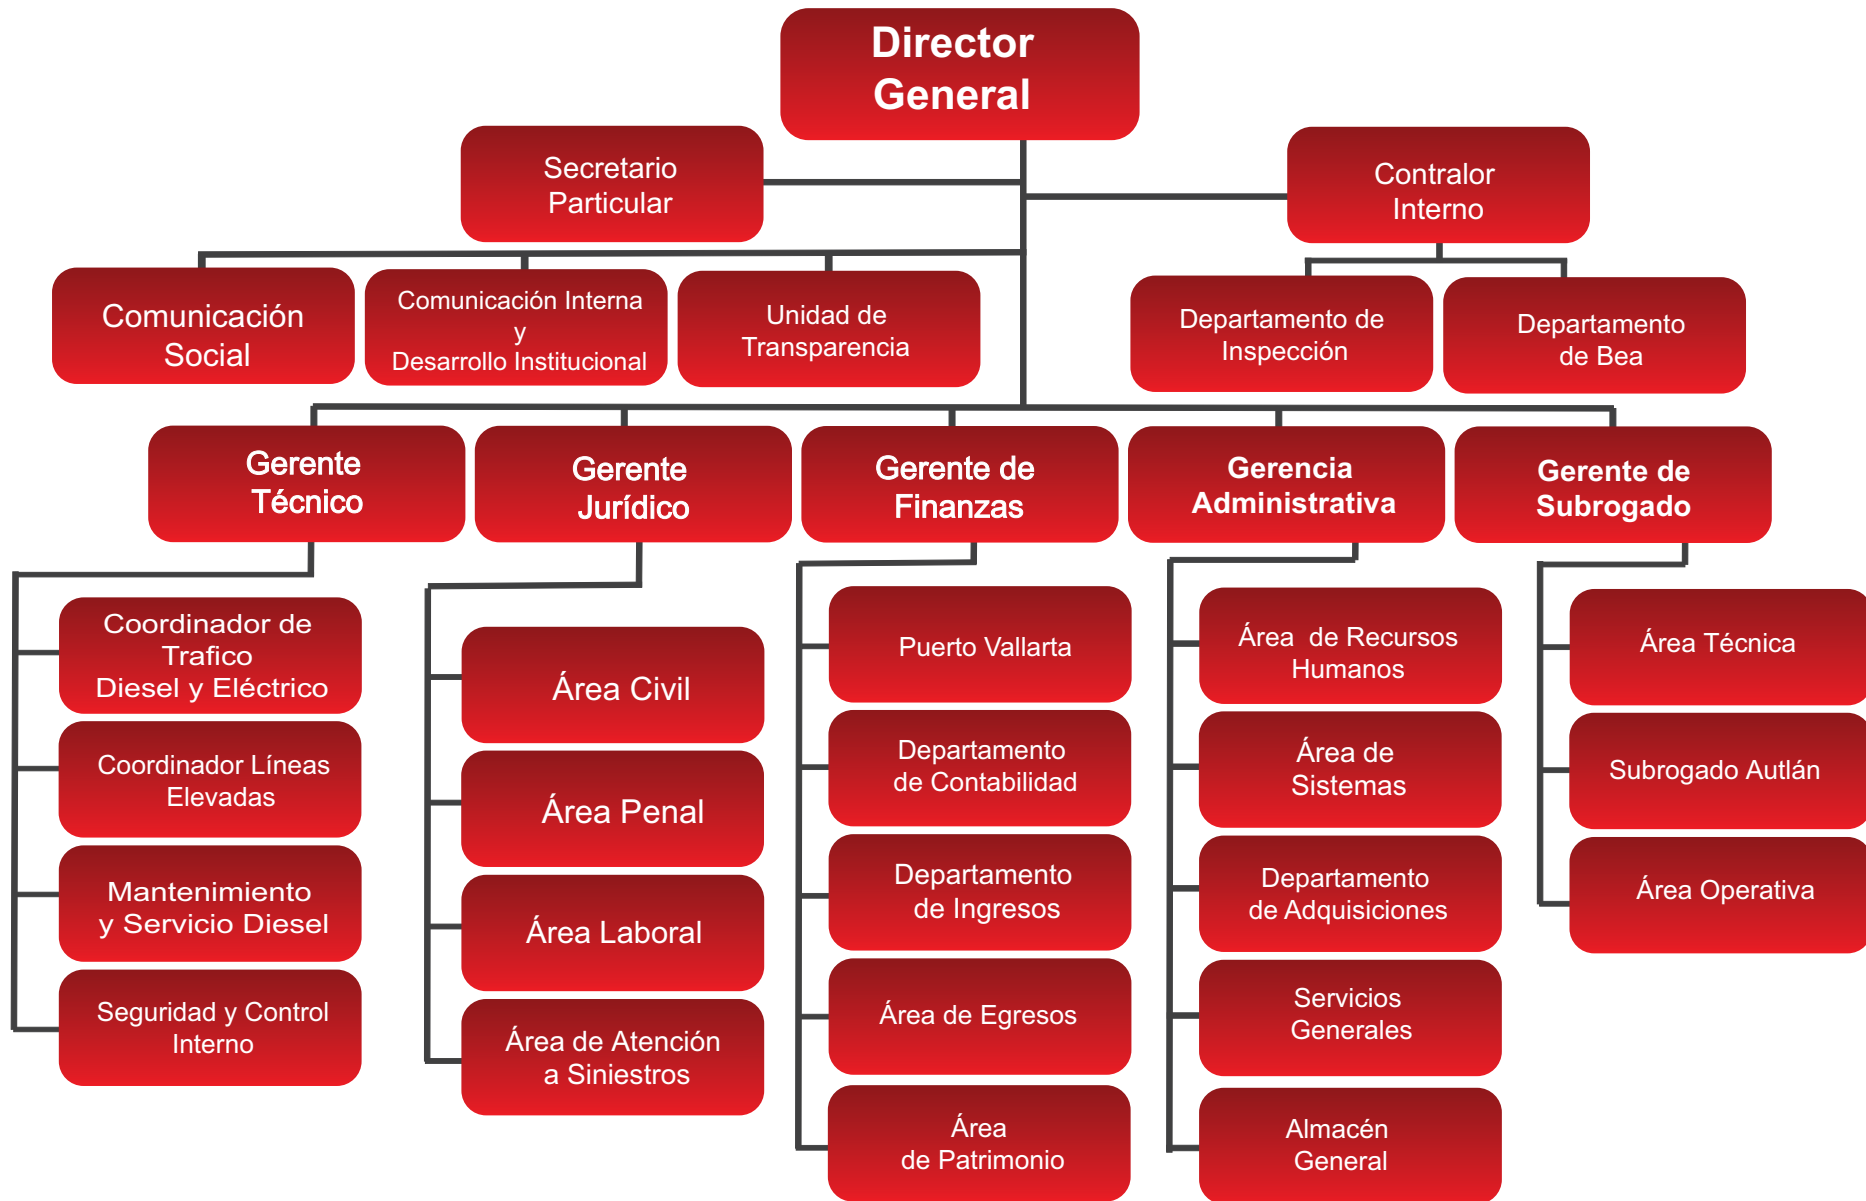 Director
General
Secretario
Particular
Contralor
Interno
Comunicación
Social
Comunicación Interna
y
Desarrollo Institucional
Unidad de
Transparencia
Departamento de
Inspección
Departamento
de Bea
Gerente
Técnico
Gerente
Jurídico
Gerente de
Finanzas
Gerencia
Administrativa
Gerente de
Subrogado
Coordinador de
Trafico
Diesel y Eléctrico
Coordinador Líneas
Elevadas
Mantenimiento
y Servicio Diesel
Seguridad y Control
Interno
Área Civil
Área Penal
Área Laboral
Área de Atención
a Siniestros
Puerto Vallarta
Departamento
de Contabilidad
Departamento
de Ingresos
Área de Egresos
Área
de Patrimonio
Área de Recursos
Humanos
Área de
Sistemas
Departamento
de Adquisiciones
Servicios
Generales
Almacén
General
Área Técnica
Subrogado Autlán
Área Operativa